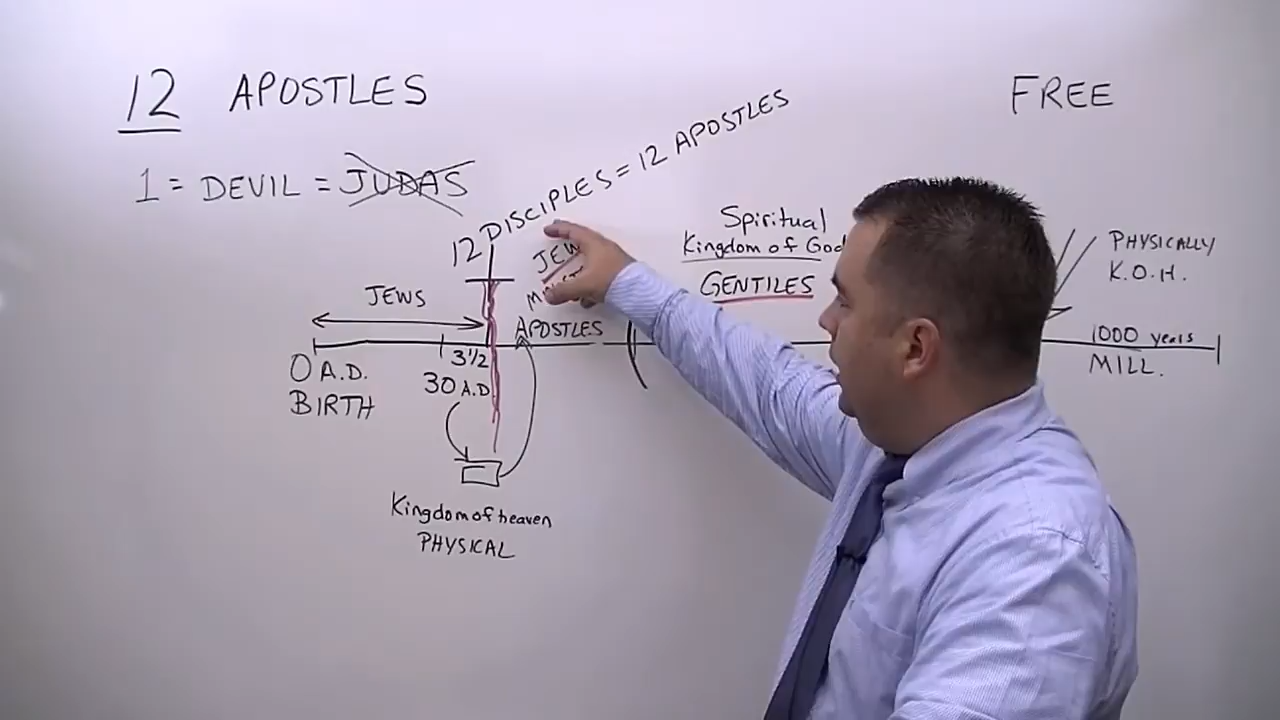 12 APOSTLES
FREE
1 = DEVIL = JUDAS
12 DISCIPLES = 12 APOSTLES
Spiritual
Kingdom of God
GENTILES
PHYSICALLY
K.O.H.
JEWS
APOSTLES
1000 years
MILL.
0 A.D.
BIRTH
3½
30 A.D
Kingdom of heaven
PHYSICAL